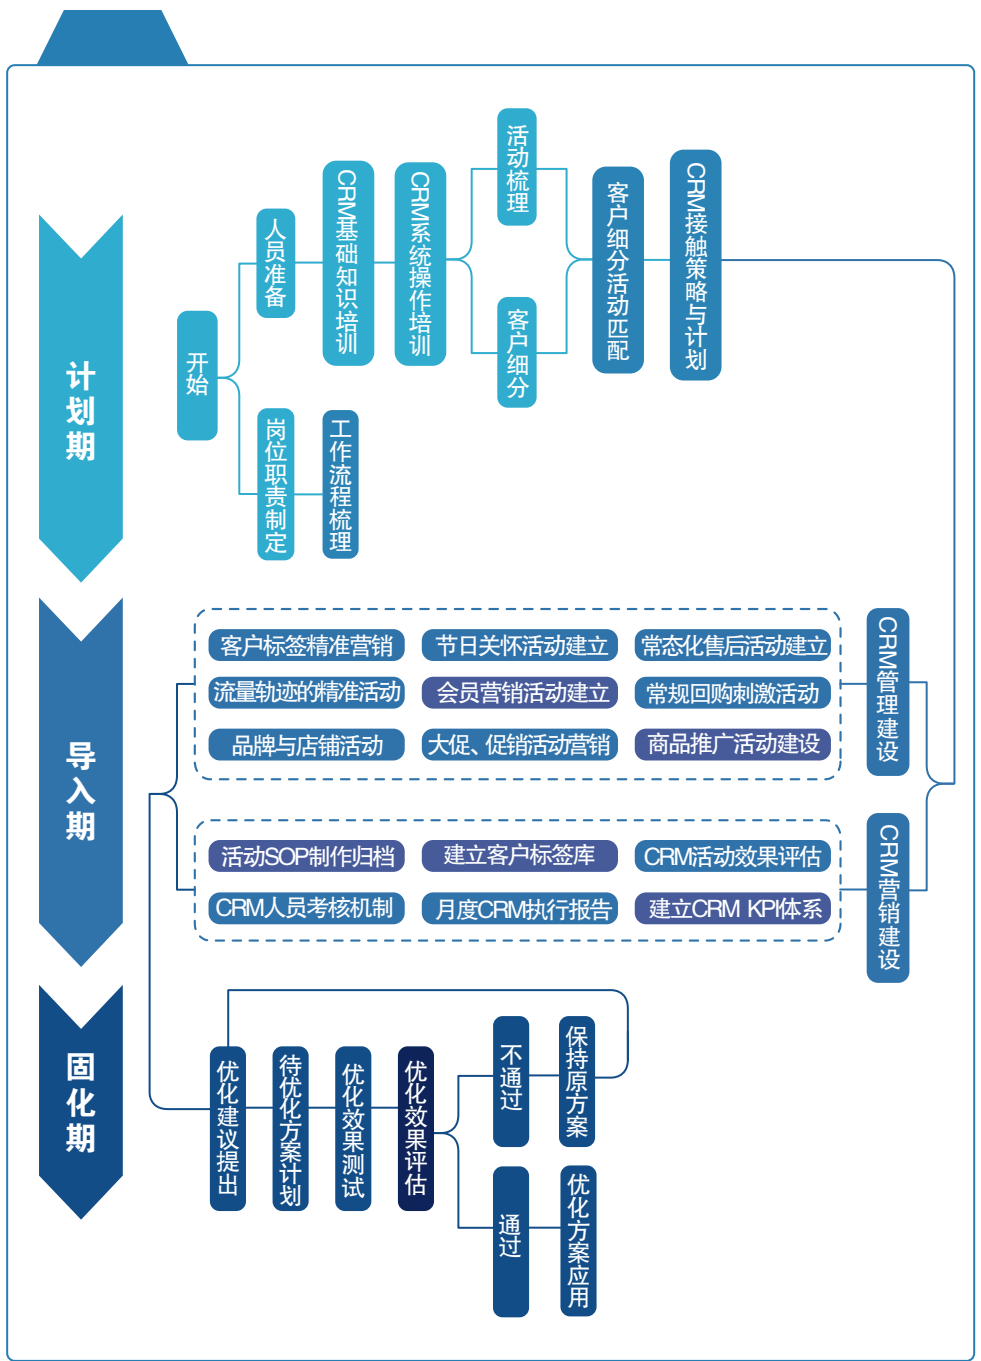 计划期
开始
人员准备
CRM基础知识培训
CRM系统操作培训
活动梳理
客户细分
客户细分活动匹配
CRM接触策略与计划
岗位职责制定
工作流程梳理
导入期
客户标签精准营销
节日关怀活动建立
常态化售后活动建立
流量轨迹的精准活动
会员营销活动建立
常规回购刺激活动
品牌与店铺活动
大促、促销活动营销
商品推广活动建设
CRM管理建设
活动SOP制作归档
建立客户标签库
CRM活动效果评估
CRM人员考核机制
月度CRM执行报告
建立CRM KPI体系
CRM营销建设
固化期
优化建议提出
待优化方案计划
优化效果测试
优化效果评估
不通过
保持原方案
通过
优化方案应用